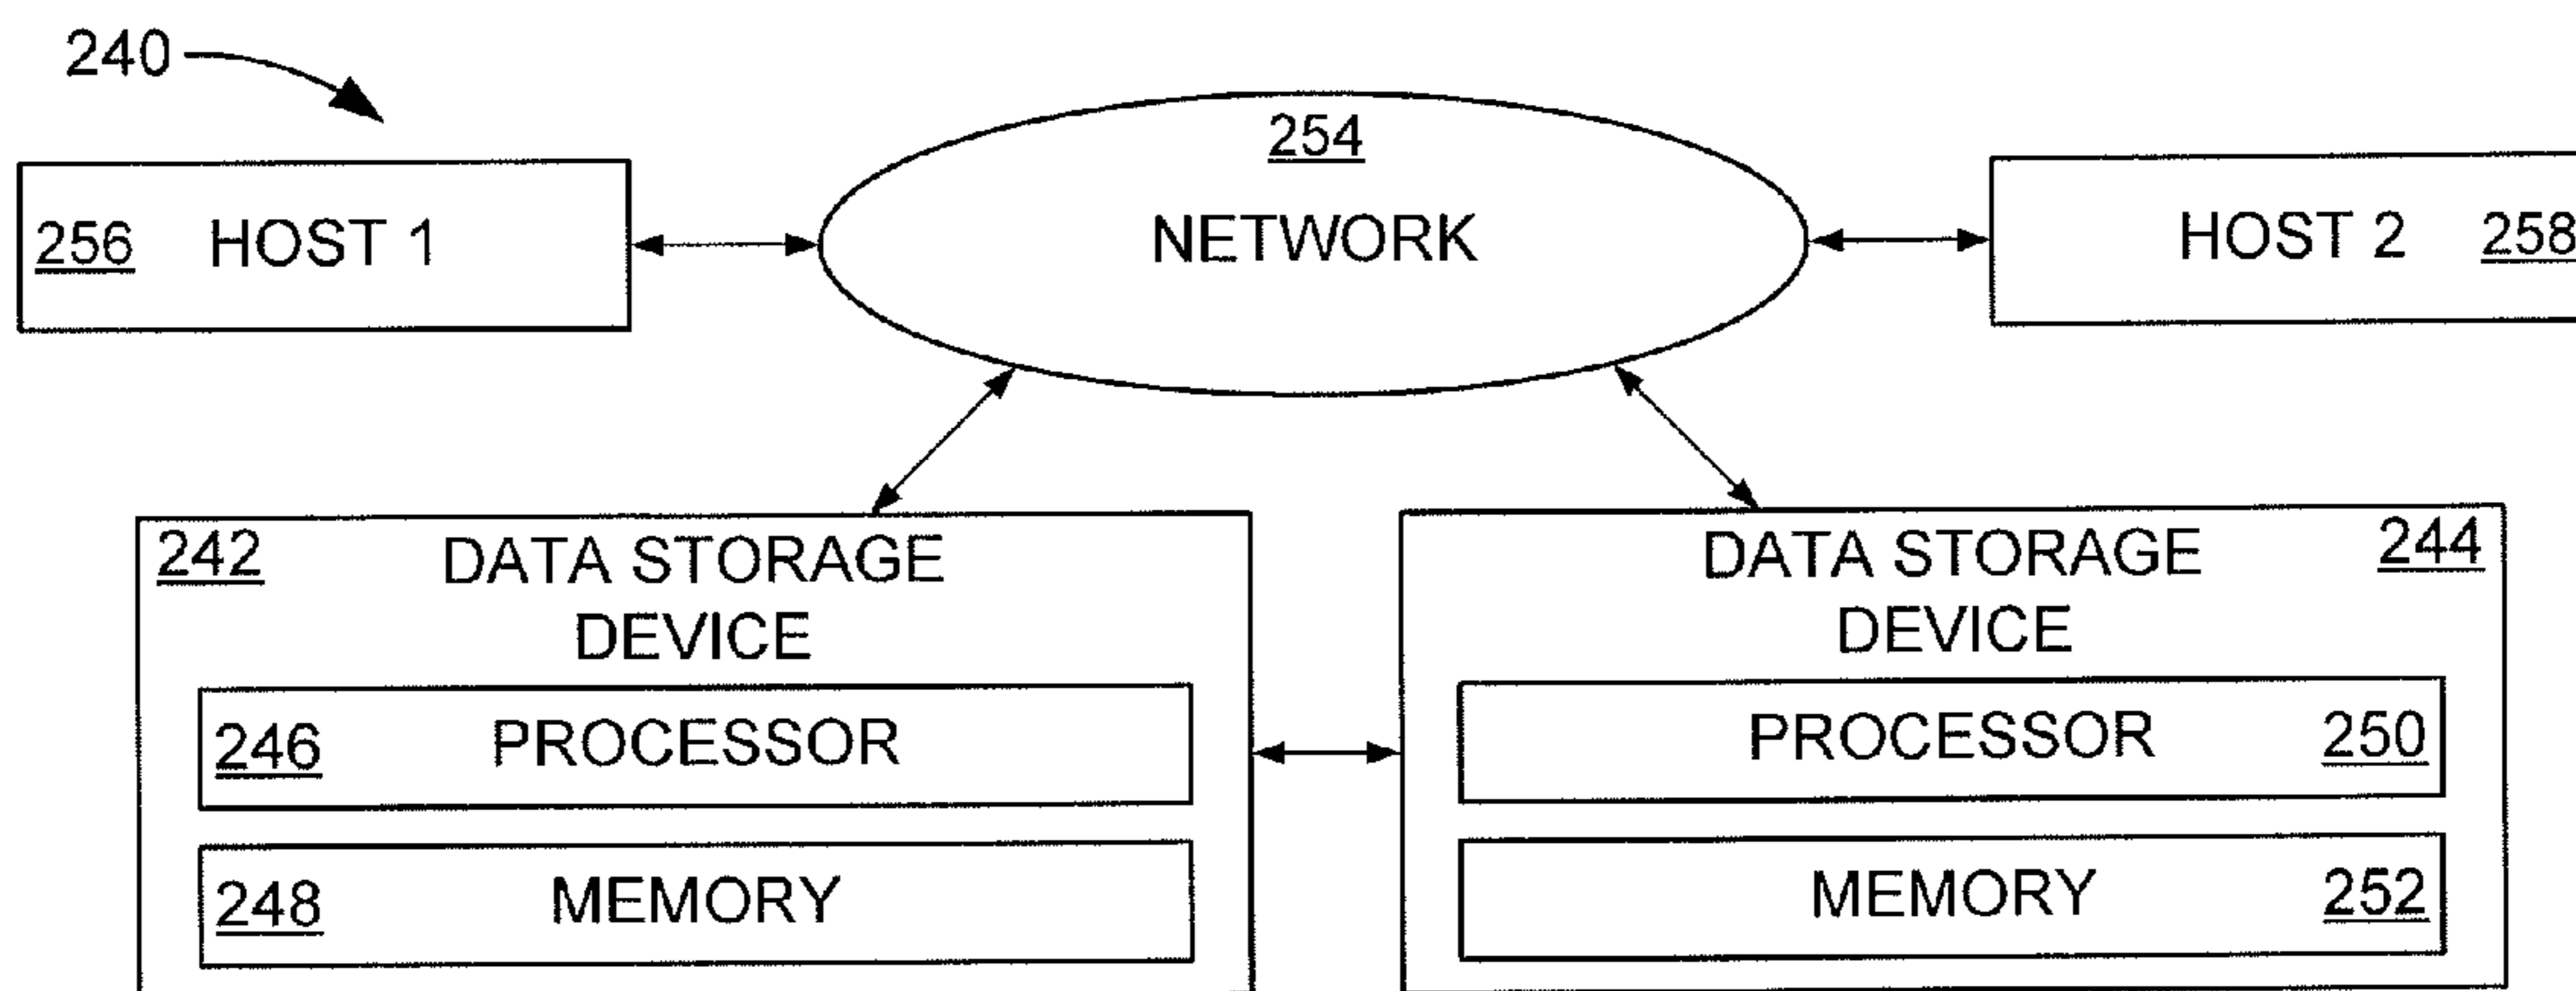 240
254
256 HOST 1
NETWORK
HOST 2 258
242 DATA STORAGE
DEVICE
246 PROCESSOR
248 MEMORY
DATA STORAGE 244
DEVICE
PROCESSOR 250
MEMORY 252